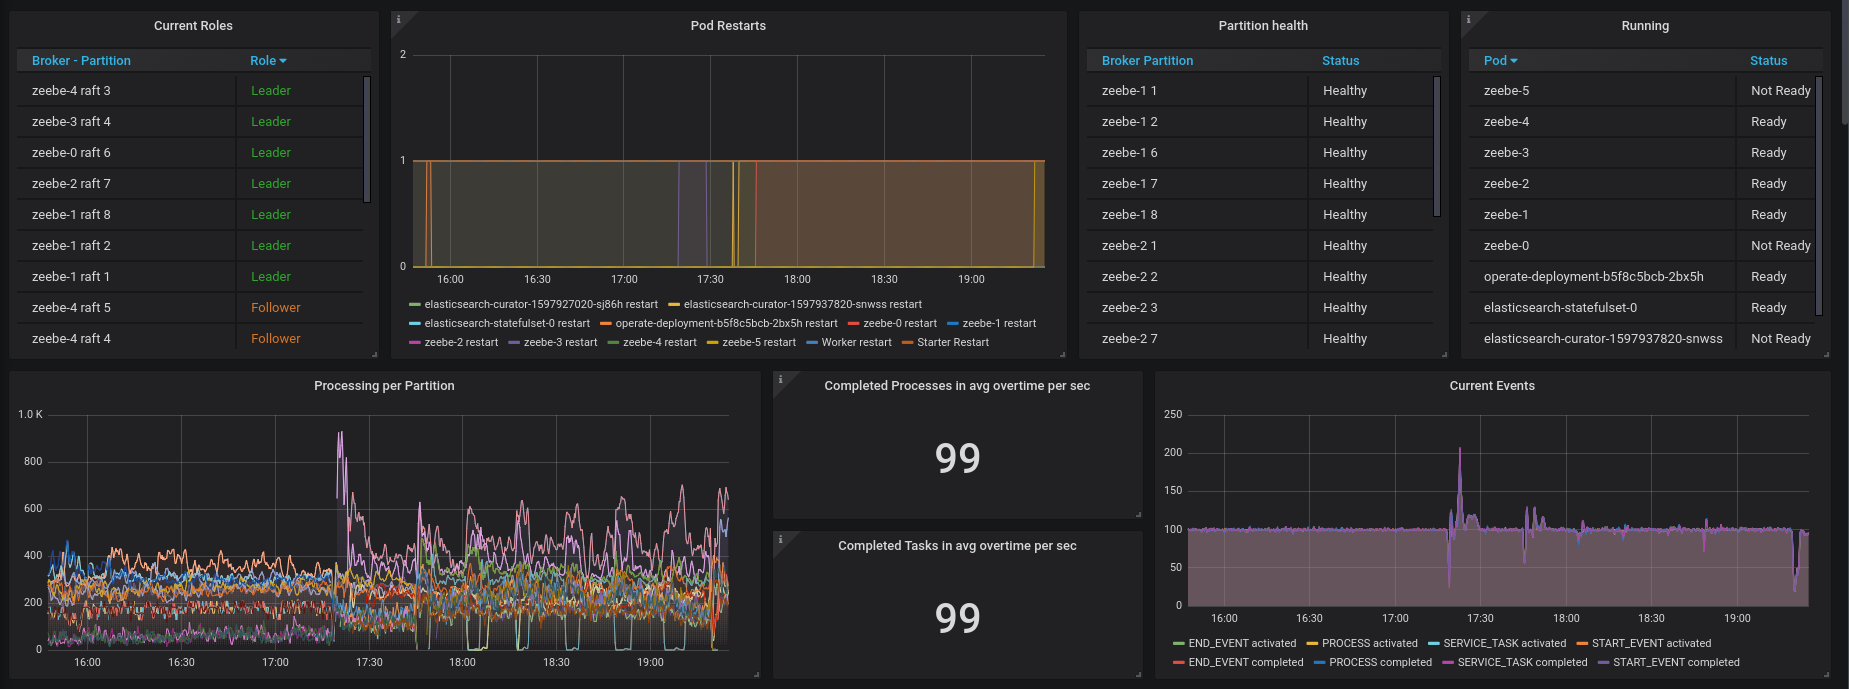 Current Roles
Broker - Partition Role
zeebe-4 raft 3 Leader
zeebe-3 raft 4 Leader
zeebe-0 raft 6 Leader
zeebe-2 raft 7 Leader
zeebe-1 raft 8 Leader
zeebe-1 raft 2 Leader
zeebe-1 raft 1 Leader
zeebe-4 raft 5 Follower
zeebe-4 raft 4 Follower
i
Pod Restarts
2
1
0
16:00 16:30 17:00 17:30 18:00 18:30 19:00
elasticsearch-curator-1597927020-sj86h restart elasticsearch-curator-1597937820-snwss restart
elasticsearch-statefulset-0 restart operate-deployment-b5f8c5bcb-2bx5h restart zeebe-0 restart zeebe-1 restart
zeebe-2 restart zeebe-3 restart zeebe-4 restart zeebe-5 restart Worker restart Starter Restart
Partition health
Broker Partition Status
zeebe-1 1 Healthy
zeebe-1 2 Healthy
zeebe-1 6 Healthy
zeebe-1 7 Healthy
zeebe-1 8 Healthy
zeebe-2 1 Healthy
zeebe-2 2 Healthy
zeebe-2 3 Healthy
zeebe-2 7 Healthy
i
Running
Pod Status
zeebe-5 Not Ready
zeebe-4 Ready
zeebe-3 Ready
zeebe-2 Ready
zeebe-1 Ready
zeebe-0 Not Ready
operate-deployment-b5f8c5bcb-2bx5h Ready
elasticsearch-statefulset-0 Ready
elasticsearch-curator-1597937820-snwss Not Ready
Processing per Partition
1.0 K
800
600
400
200
0
16:00 16:30 17:00 17:30 18:00 18:30 19:00
i
Completed Processes in avg overtime per sec
99
i
Completed Tasks in avg overtime per sec
99
Current Events
250
200
150
100
50
0
16:00 16:30 17:00 17:30 18:00 18:30 19:00
END_EVENT activated PROCESS activated SERVICE_TASK activated START_EVENT activated
END_EVENT completed PROCESS completed SERVICE_TASK completed START_EVENT completed